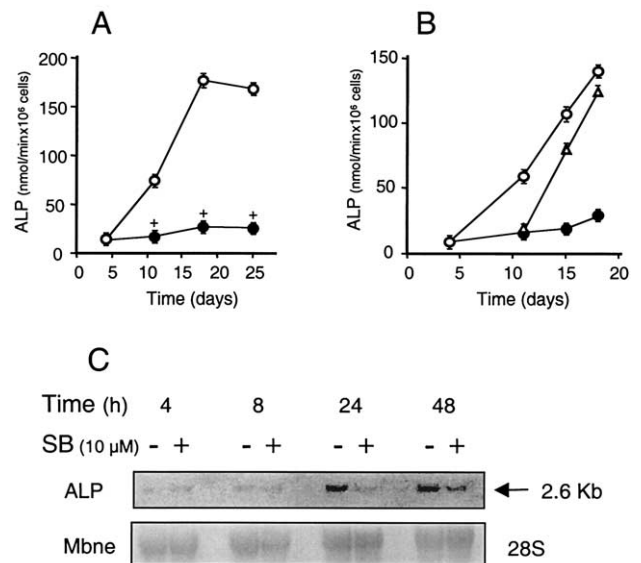 A
ALP (nmol/minx10⁶ cells)
200
150
100
50
0
+ + +
0 5 10 15 20 25
Time (days)
B
ALP (nmol/minx10⁶ cells)
150
100
50
0
0 5 10 15 20
Time (days)
C
Time (h) 4 8 24 48
SB (10 µM) - + - + - + - +
ALP 2.6 Kb
Mbne 28S